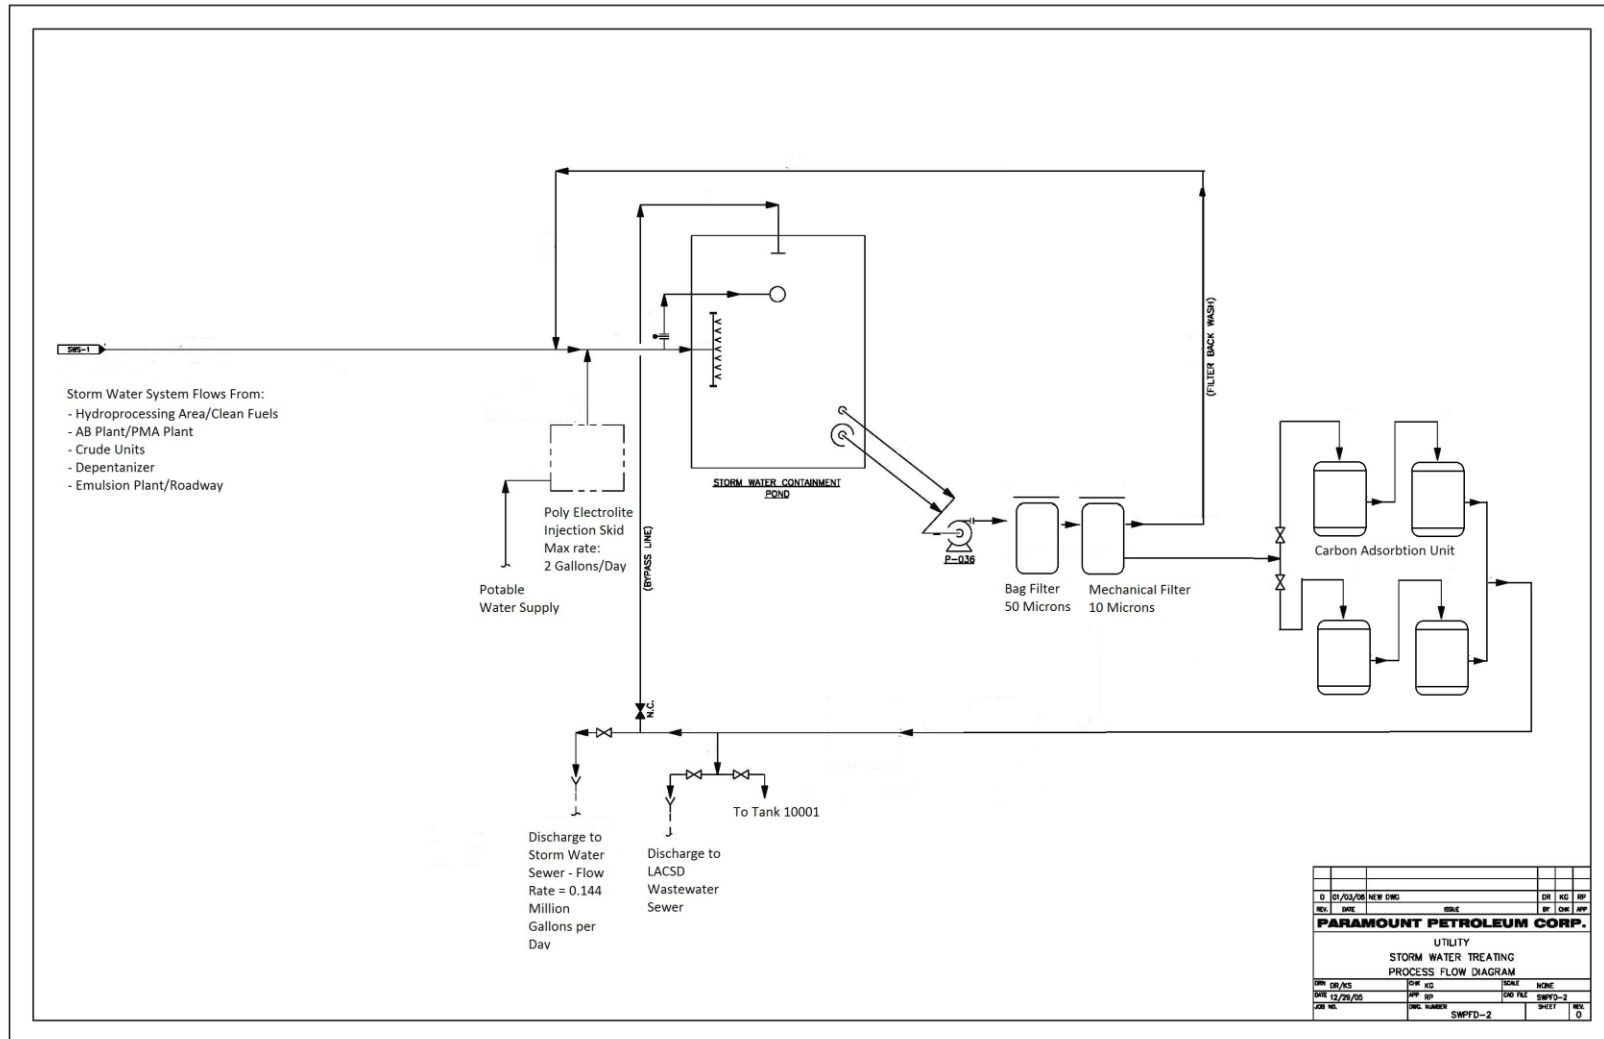 (FILTER BACK WASH)
SWS-1
Storm Water System Flows From:
- Hydroprocessing Area/Clean Fuels
- AB Plant/PMA Plant
- Crude Units
- Depentanizer
- Emulsion Plant/Roadway
STORM WATER CONTAINMENT
POND
Poly Electrolite
Injection Skid
Max rate:
2 Gallons/Day
Potable
Water Supply
(BYPASS LINE)
N.C.
P-036
Bag Filter
50 Microns
Mechanical Filter
10 Microns
Carbon Adsorbtion Unit
To Tank 10001
Discharge to
Storm Water
Sewer - Flow
Rate = 0.144
Million
Gallons per
Day
Discharge to
LACSD
Wastewater
Sewer
0 01/03/06 NEW DWG DR KG RP
REV. DATE ISSUE BY CHK APP
PARAMOUNT PETROLEUM CORP.
UTILITY
STORM WATER TREATING
PROCESS FLOW DIAGRAM
DRN DR/KS CHK KG SCALE NONE
DATE 12/29/05 APP RP CAD FILE SWPFD-2
JOB NO. DWG. NUMBER SWPFD-2 SHEET REV. 0